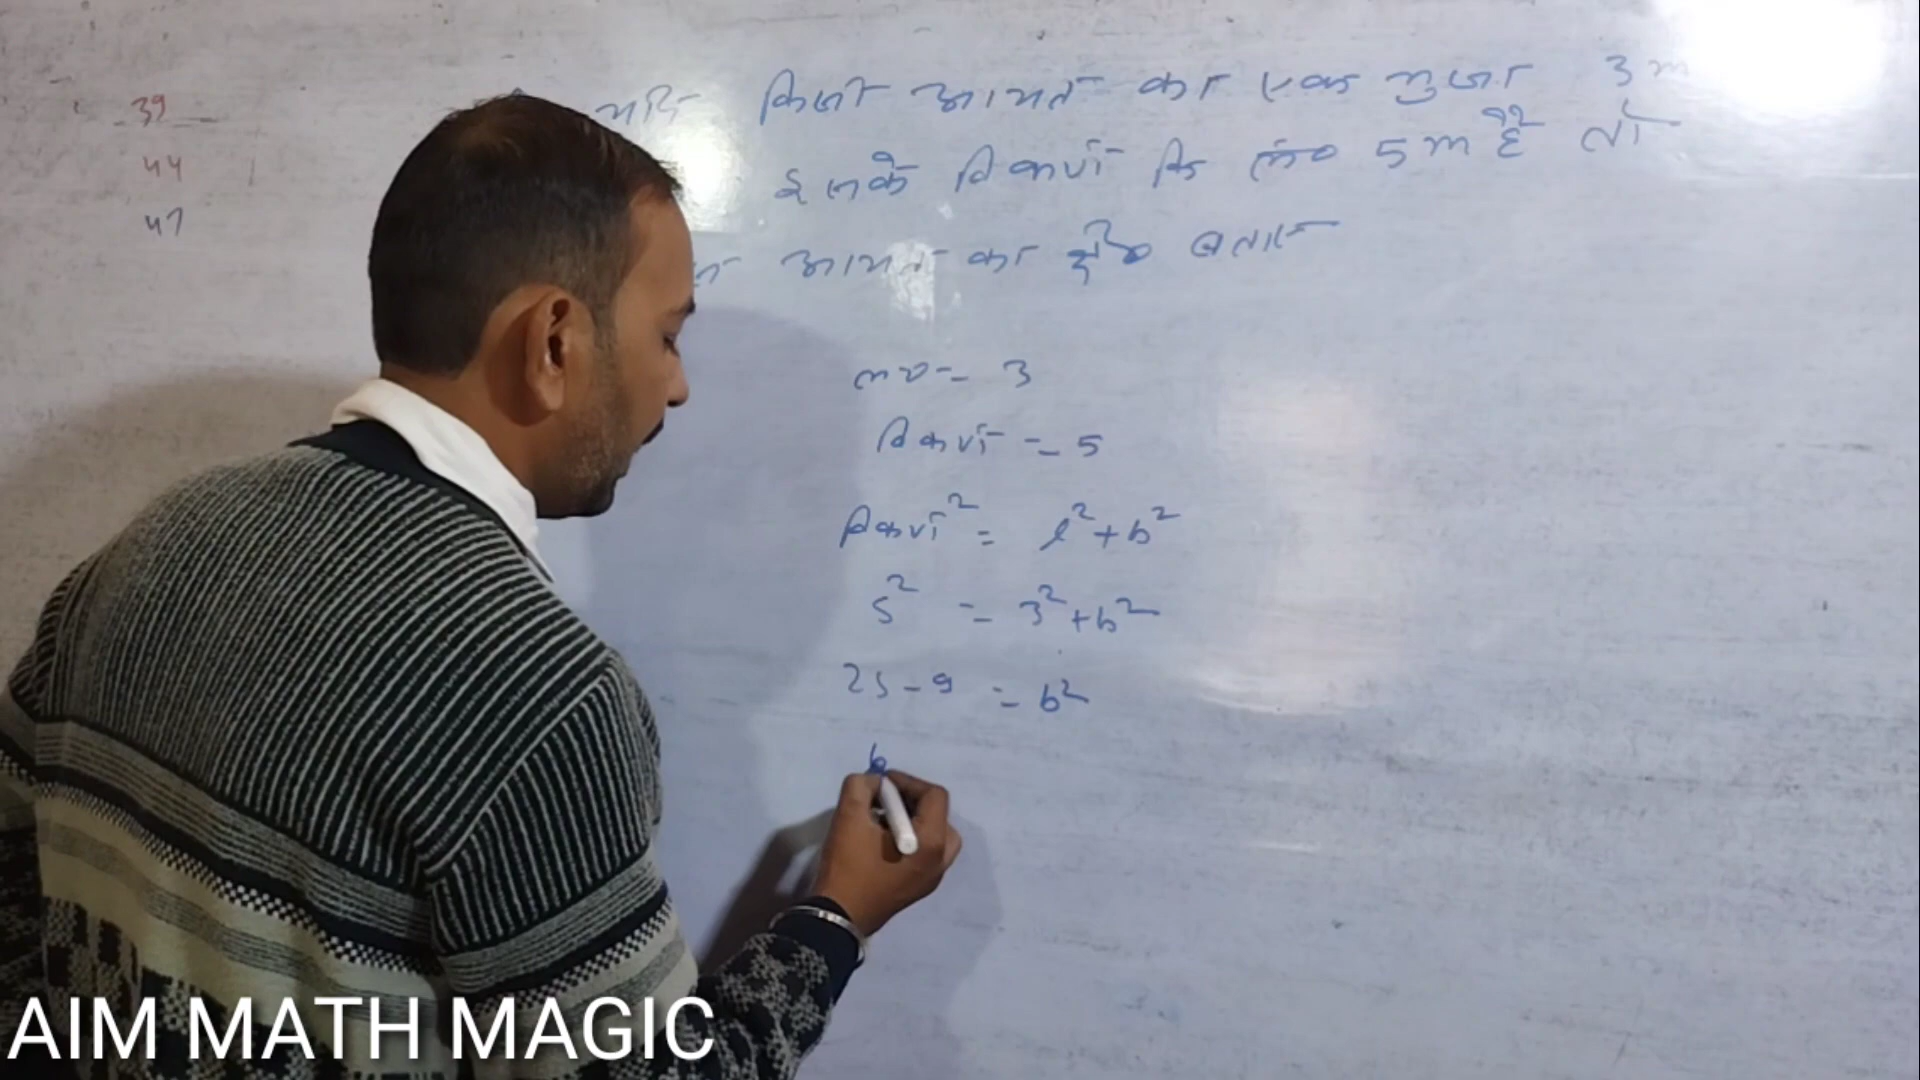 39
44
47
यदि किसी आयत का एक भुजा 3m
इसके विकर्ण कि लं० 5m है तो
आयत का क्षे० बताए
ल० = 3
विकर्ण = 5
विकर्ण² = l² + b²
5² = 3² + b²
25 - 9 = b²
b
AIM MATH MAGIC